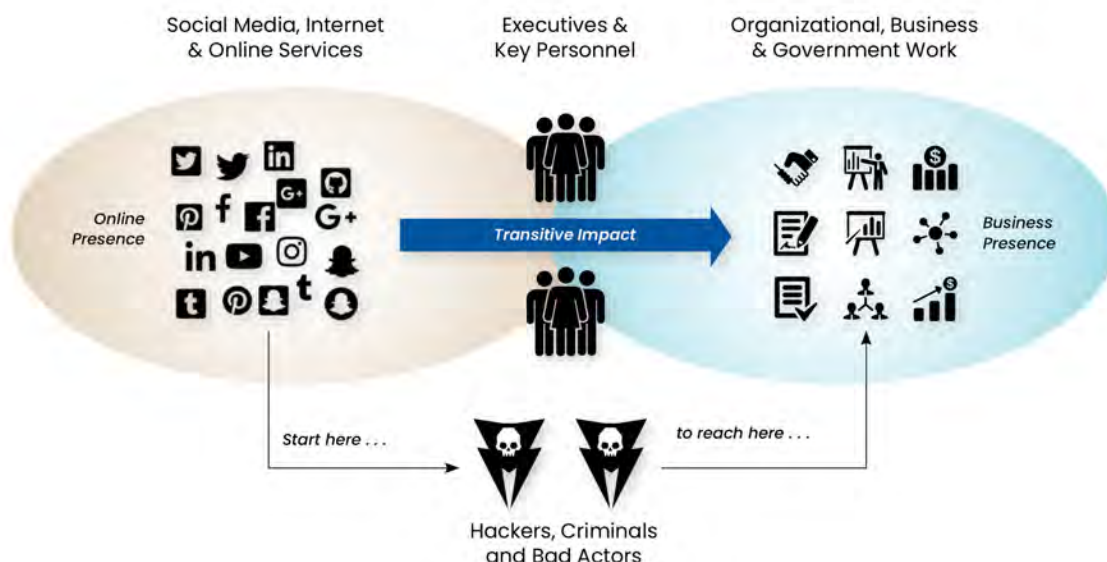 Social Media, Internet
& Online Services
Executives &
Key Personnel
Organizational, Business
& Government Work
Online
Presence
Transitive Impact
Business
Presence
Start here . . .
to reach here . . .
Hackers, Criminals
and Bad Actors